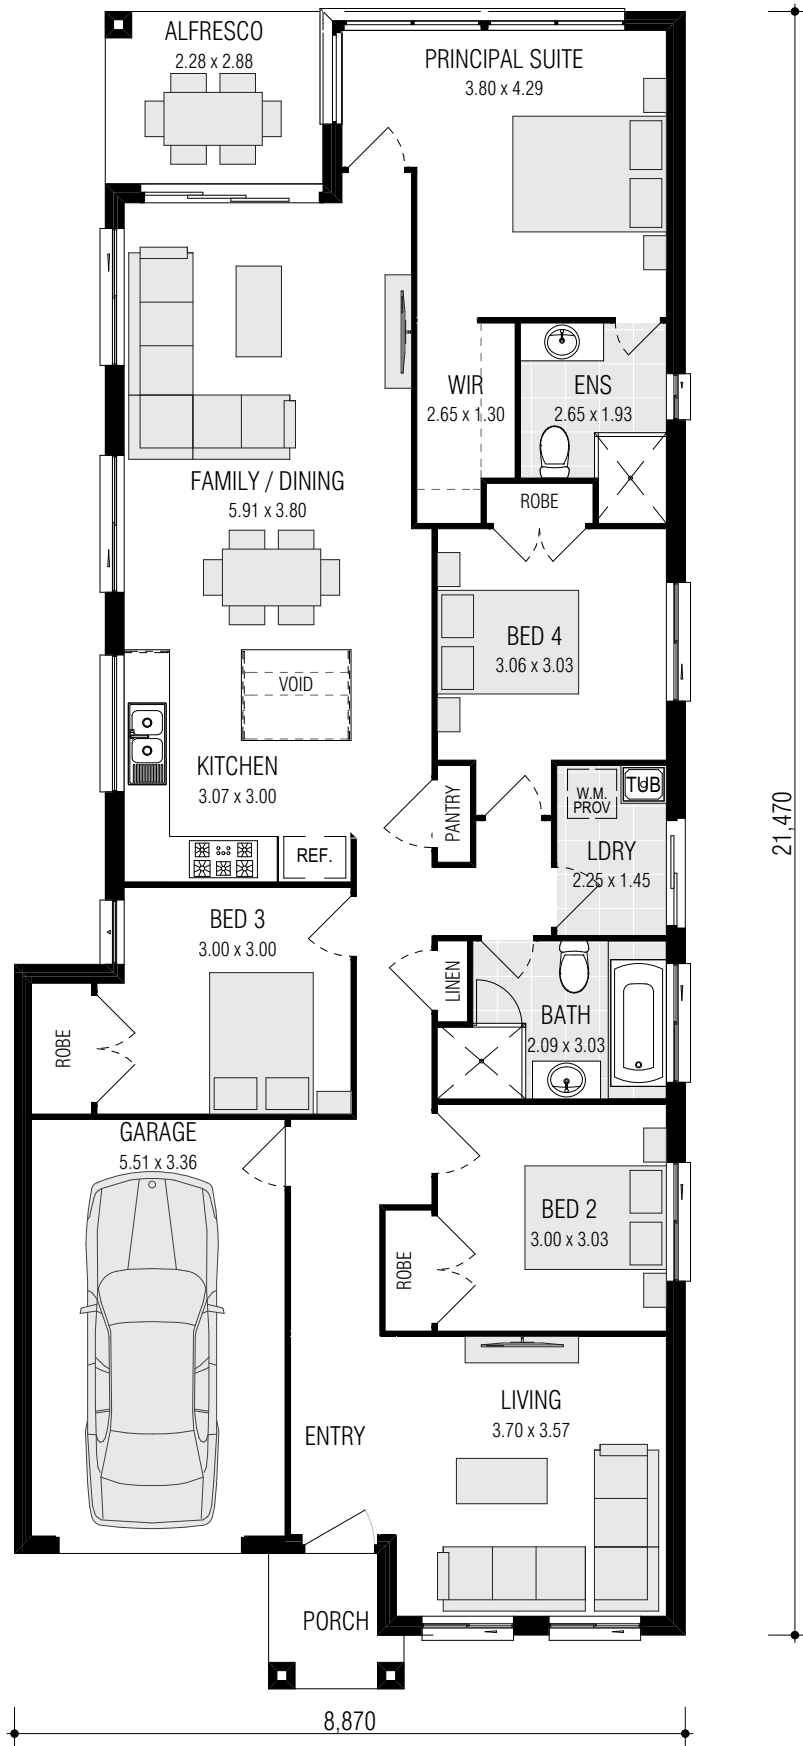 ALFRESCO
2.28 x 2.88
PRINCIPAL SUITE
3.80 x 4.29
WIR
2.65 x 1.30
ENS
2.65 x 1.93
FAMILY / DINING
5.91 x 3.80
ROBE
BED 4
3.06 x 3.03
VOID
KITCHEN
3.07 x 3.00
PANTRY
W.M.
PROV
TUB
REF.
LDRY
2.25 x 1.45
21,470
BED 3
3.00 x 3.00
LINEN
BATH
2.09 x 3.03
ROBE
GARAGE
5.51 x 3.36
BED 2
3.00 x 3.03
ROBE
LIVING
3.70 x 3.57
ENTRY
PORCH
8,870